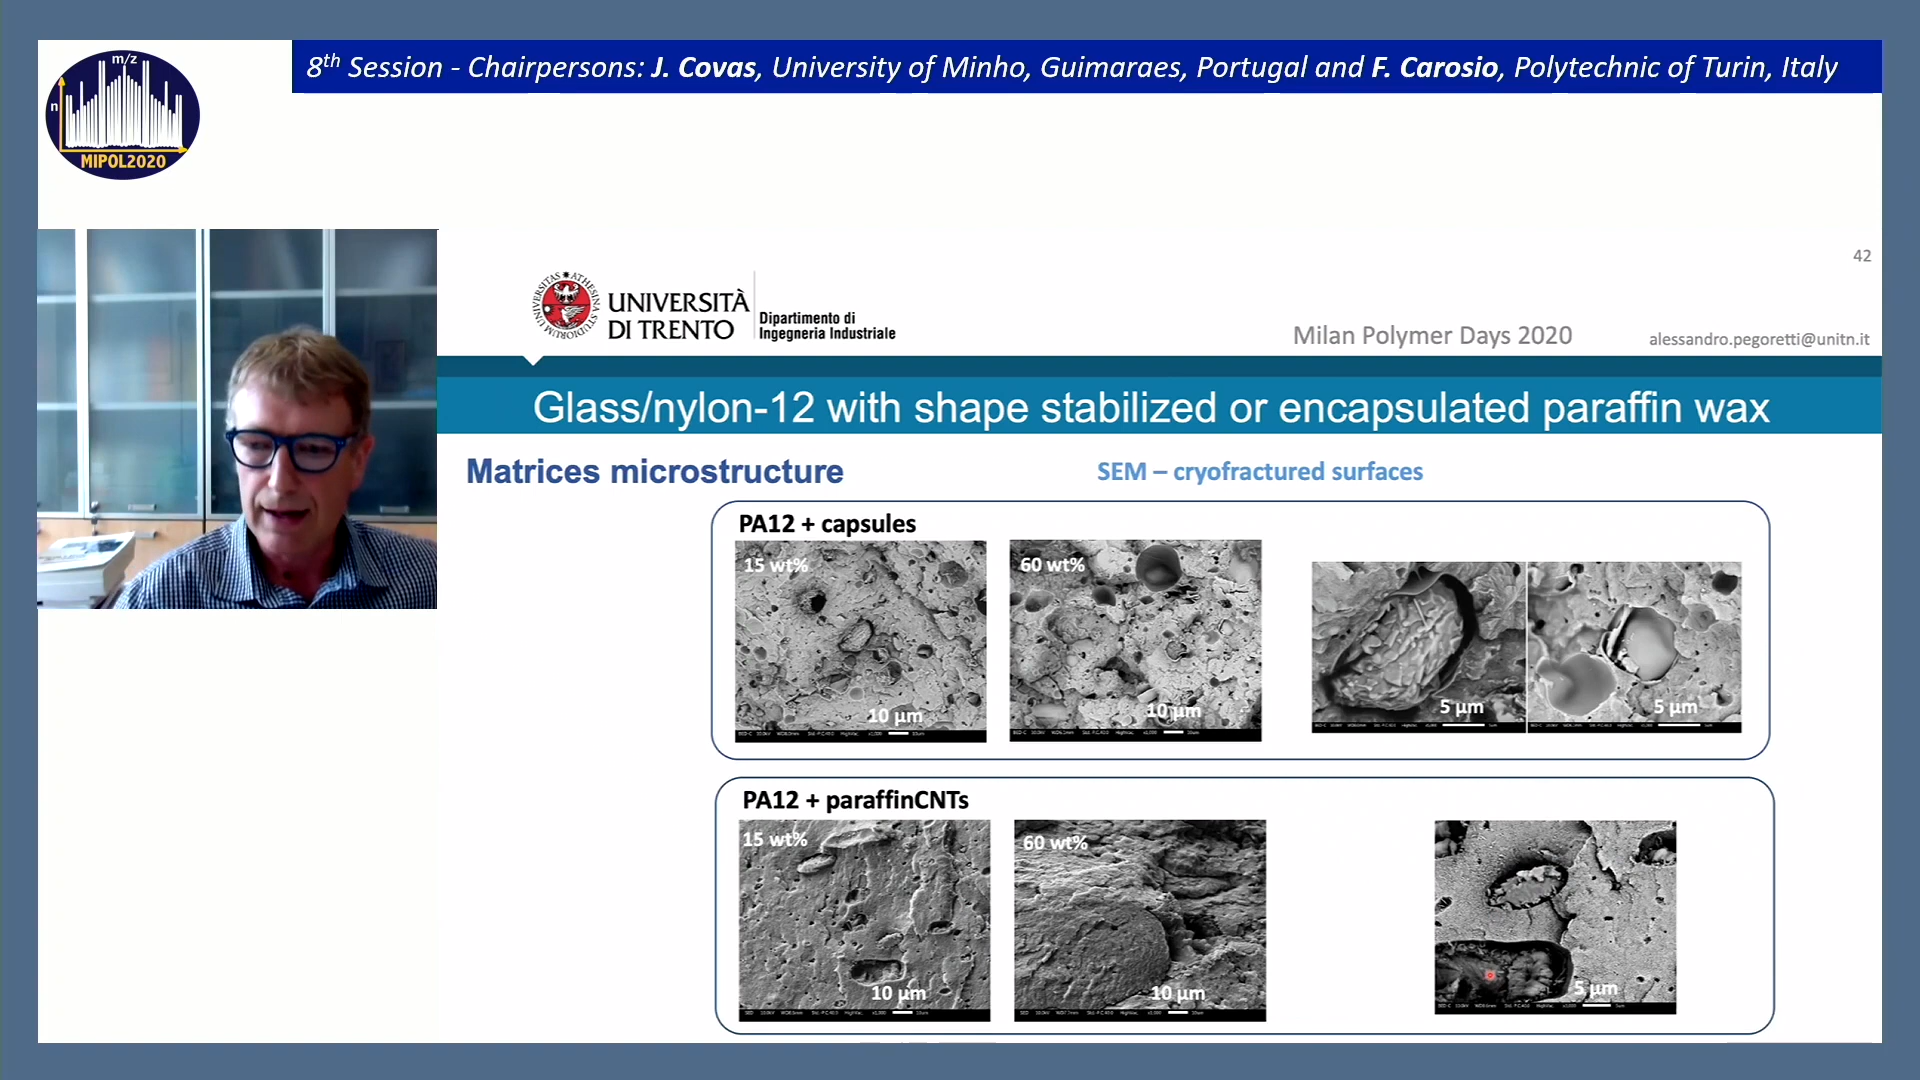 8th Session - Chairpersons: J. Covas, University of Minho, Guimaraes, Portugal and F. Carosio, Polytechnic of Turin, Italy
m/z
n
MIPOL2020
42
UNIVERSITÀ
DI TRENTO
Dipartimento di
Ingegneria Industriale
Milan Polymer Days 2020
alessandro.pegoretti@unitn.it
Glass/nylon-12 with shape stabilized or encapsulated paraffin wax
Matrices microstructure
SEM – cryofractured surfaces
PA12 + capsules
15 wt%
10 µm
60 wt%
10 µm
5 µm
5 µm
PA12 + paraffinCNTs
15 wt%
10 µm
60 wt%
10 µm
5 µm